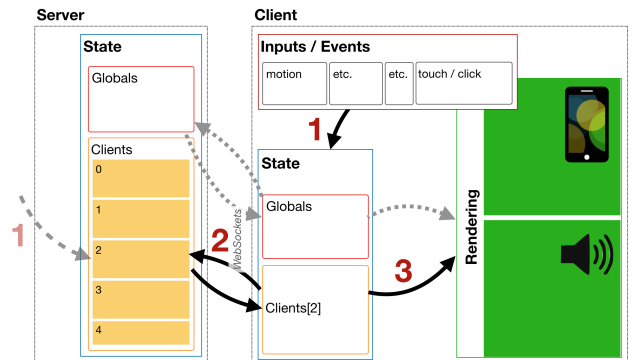 Server
Client
State
Globals
Clients
0
1
2
3
4
1
Inputs / Events
motion
etc.
etc.
touch / click
1
State
Globals
Clients[2]
2
WebSockets
3
Rendering